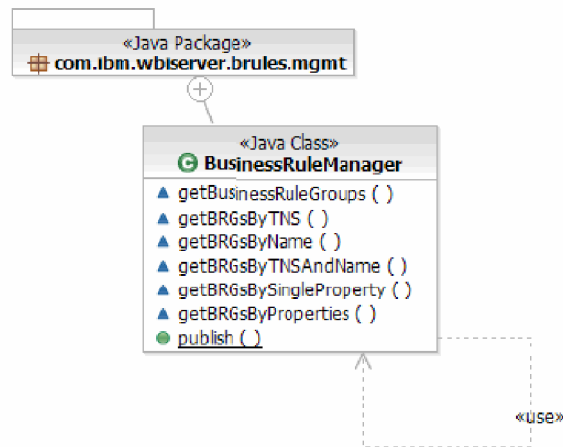 «Java Package»
com.ibm.wbiserver.brules.mgmt
«Java Class»
BusinessRuleManager
getBusinessRuleGroups ( )
getBRGsByTNS ( )
getBRGsByName ( )
getBRGsByTNSAndName ( )
getBRGsBySingleProperty ( )
getBRGsByProperties ( )
publish ( )
«use»